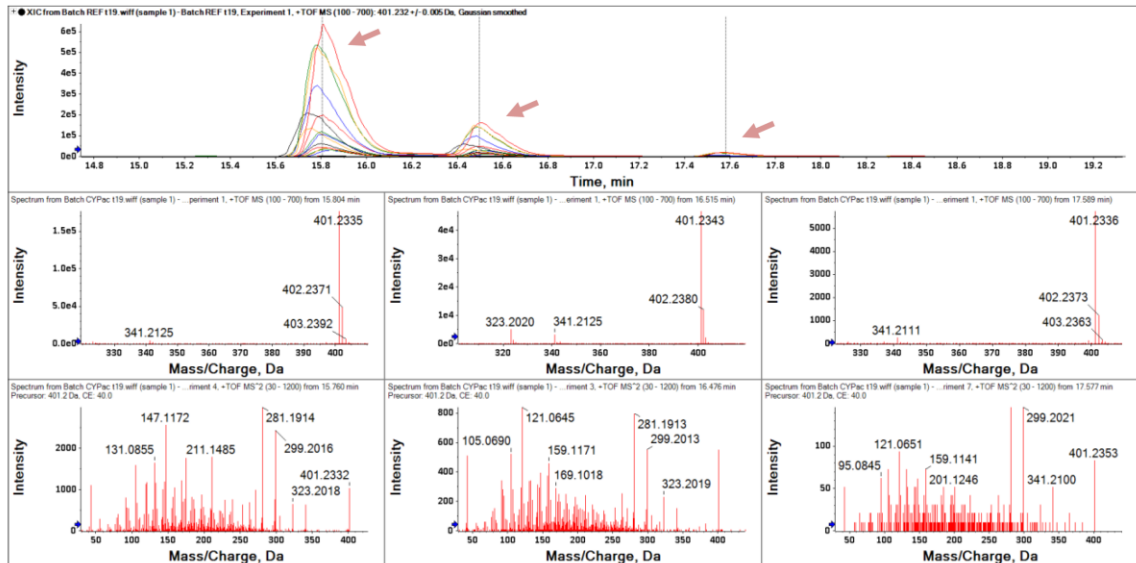 + ● XIC from Batch REF t19.wiff (sample 1) - Batch REF t19, Experiment 1, +TOF MS (100 - 700): 401.232 +/- 0.005 Da, Gaussian smoothed
Intensity
6e5
5e5
4e5
3e5
2e5
1e5
0e0
14.8 15.0 15.2 15.4 15.6 15.8 16.0 16.2 16.4 16.6 16.8 17.0 17.2 17.4 17.6 17.8 18.0 18.2 18.4 18.6 18.8 19.0 19.2
Time, min
Spectrum from Batch CYPac t19.wiff (sample 1) - ...periment 1, +TOF MS (100 - 700) from 15.804 min
Intensity
1.5e5
1.0e5
5.0e4
0.0e0
401.2335
402.2371
403.2392
341.2125
330 340 350 360 370 380 390 400
Mass/Charge, Da
Spectrum from Batch CYPac t19.wiff (sample 1) - ...eriment 1, +TOF MS (100 - 700) from 16.515 min)
Intensity
4e4
3e4
2e4
1e4
0e0
401.2343
402.2380
323.2020
341.2125
320 340 360 380 400
Mass/Charge, Da
Spectrum from Batch CYPac t19.wiff (sample 1) - ...eriment 1, +TOF MS (100 - 700) from 17.589 min)
Intensity
5000
4000
3000
2000
1000
0
401.2336
402.2373
403.2363
341.2111
330 340 350 360 370 380 390 400
Mass/Charge, Da
Spectrum from Batch CYPac t19.wiff (sample 1) - ...riment 4, +TOF MS^2 (30 - 1200) from 15.760 min
Precursor: 401.2 Da, CE: 40.0
Intensity
2000
1000
0
147.1172
281.1914
131.0855
211.1485
299.2016
401.2332
323.2018
50 100 150 200 250 300 350 400
Mass/Charge, Da
Spectrum from Batch CYPac t19.wiff (sample 1) - ...riment 3, +TOF MS^2 (30 - 1200) from 16.476 min
Precursor: 401.2 Da, CE: 40.0
Intensity
800
600
400
200
0
121.0645
281.1913
105.0690
159.1171
299.2013
169.1018
323.2019
50 100 150 200 250 300 350 400
Mass/Charge, Da
Spectrum from Batch CYPac t19.wiff (sample 1) - ...riment 7, +TOF MS^2 (30 - 1200) from 17.577 min
Precursor: 401.2 Da, CE: 40.0
Intensity
100
50
0
299.2021
121.0651
95.0845
159.1141
401.2353
201.1246
341.2100
50 100 150 200 250 300 350 400
Mass/Charge, Da